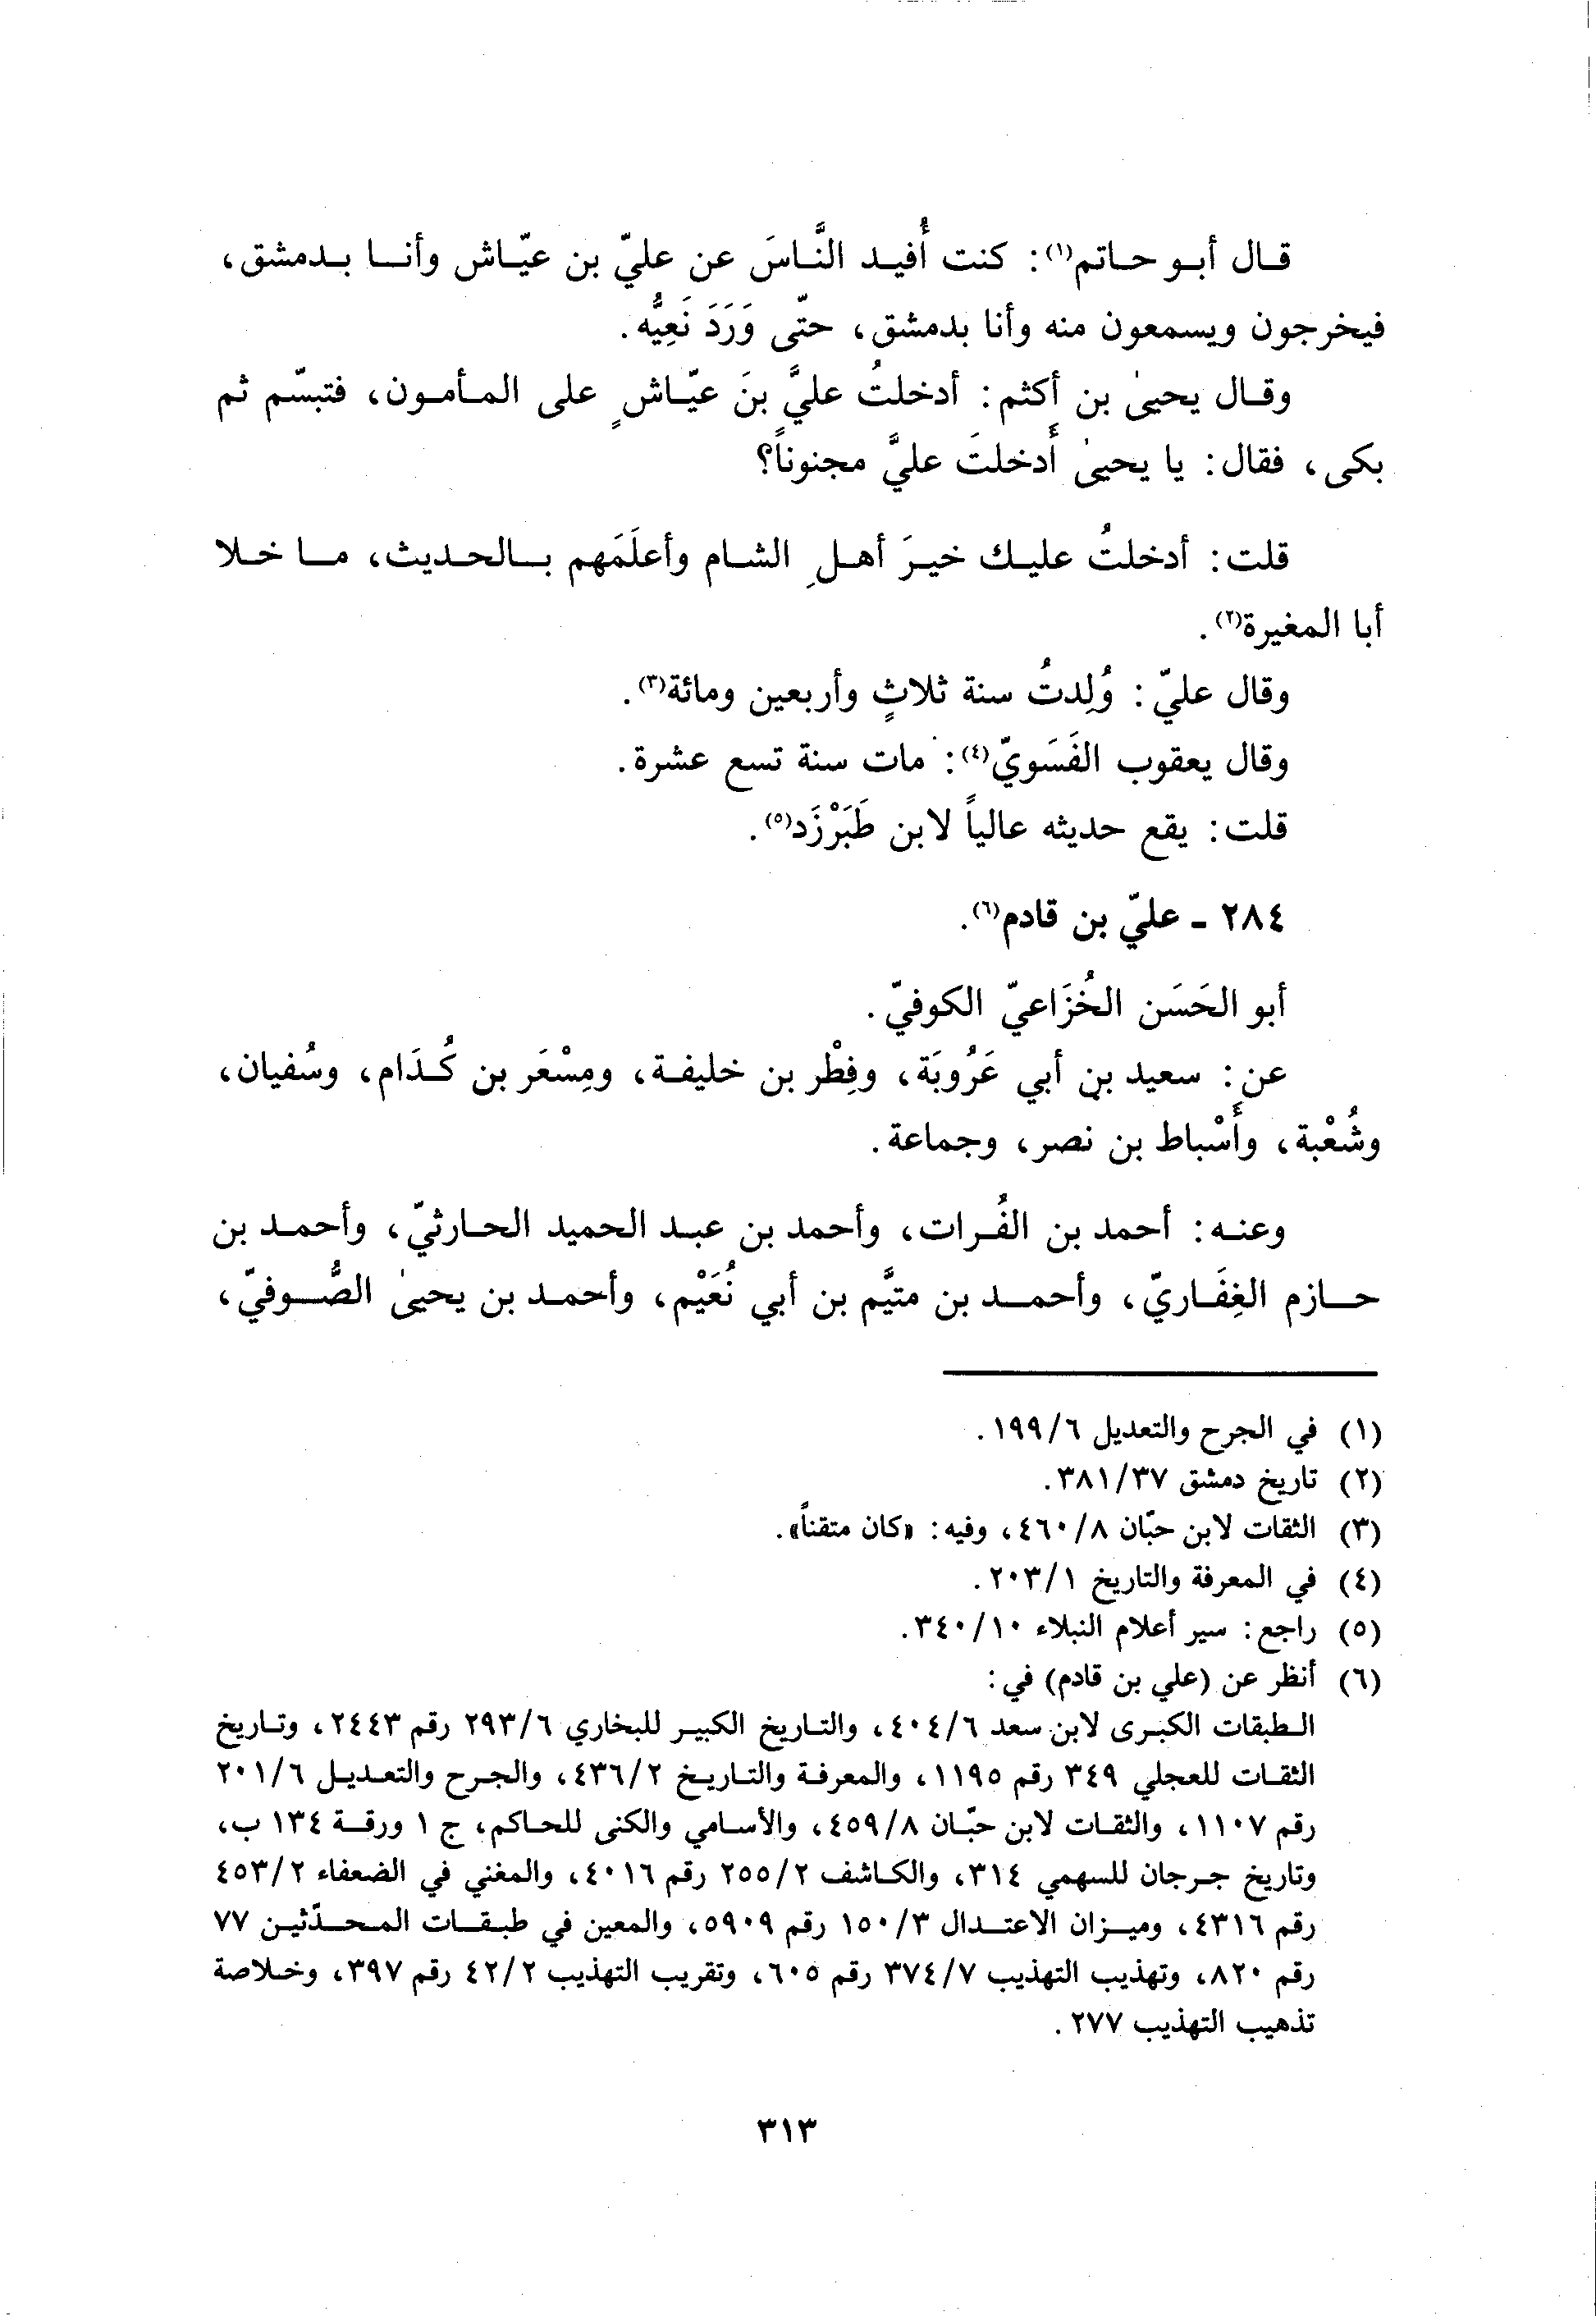 قال أبو حاتم(١): كنت أُفيد النَّاسَ عن عليّ بن عيّاش وأنا بدمشق،
فيخرجون ويسمعون منه وأنا بدمشق، حتّى وَرَدَ نَعِيُّه.
وقال يحيىٰ بن أكثم: أدخلتُ عليَّ بنَ عيّاشٍ على المأمون، فتبسّم ثم
بكى، فقال: يا يحيىٰ أَدخلتَ عليَّ مجنوناً؟
قلت: أدخلتُ عليك خيرَ أهلِ الشام وأعلَمَهم بالحديث، ما خلا
أبا المغيرة(٢).
وقال عليّ: وُلِدتُ سنة ثلاثٍ وأربعين ومائة(٣).
وقال يعقوب الفَسَويّ(٤): مات سنة تسع عشرة.
قلت: يقع حديثه عالياً لابن طَبَرْزَد(٥).
٢٨٤ - عليّ بن قادم(٦).
أبو الحَسَن الخُزَاعيّ الكوفيّ.
عن: سعيد بن أبي عَرُوبَة، وفِطْر بن خليفة، ومِسْعَر بن كُدَام، وسُفيان،
وشُعْبة، وأَسْباط بن نصر، وجماعة.
وعنه: أحمد بن الفُرات، وأحمد بن عبد الحميد الحارثيّ، وأحمد بن
حازم الغِفَاريّ، وأحمد بن متيَّم بن أبي نُعَيْم، وأحمد بن يحيىٰ الصُّوفيّ،
(١) في الجرح والتعديل ١٩٩/٦.
(٢) تاريخ دمشق ٣٨١/٣٧.
(٣) الثقات لابن حبّان ٤٦٠/٨، وفيه: «كان متقناً».
(٤) في المعرفة والتاريخ ٢٠٣/١.
(٥) راجع: سير أعلام النبلاء ٣٤٠/١٠.
(٦) أنظر عن (علي بن قادم) في:
الطبقات الكبرى لابن سعد ٤٠٤/٦، والتاريخ الكبير للبخاري ٢٩٣/٦ رقم ٢٤٤٣، وتاريخ
الثقات للعجلي ٣٤٩ رقم ١١٩٥، والمعرفة والتاريخ ٤٣٦/٢، والجرح والتعديل ٢٠١/٦
رقم ١١٠٧، والثقات لابن حبّان ٤٥٩/٨، والأسامي والكنى للحاكم، ج ١ ورقة ١٣٤ ب،
وتاريخ جرجان للسهمي ٣١٤، والكاشف ٢٥٥/٢ رقم ٤٠١٦، والمغني في الضعفاء ٤٥٣/٢
رقم ٤٣١٦، وميزان الاعتدال ١٥٠/٣ رقم ٥٩٠٩، والمعين في طبقات المحدّثين ٧٧
رقم ٨٢٠، وتهذيب التهذيب ٣٧٤/٧ رقم ٦٠٥، وتقريب التهذيب ٤٢/٢ رقم ٣٩٧، وخلاصة
تذهيب التهذيب ٢٧٧.
٣١٣